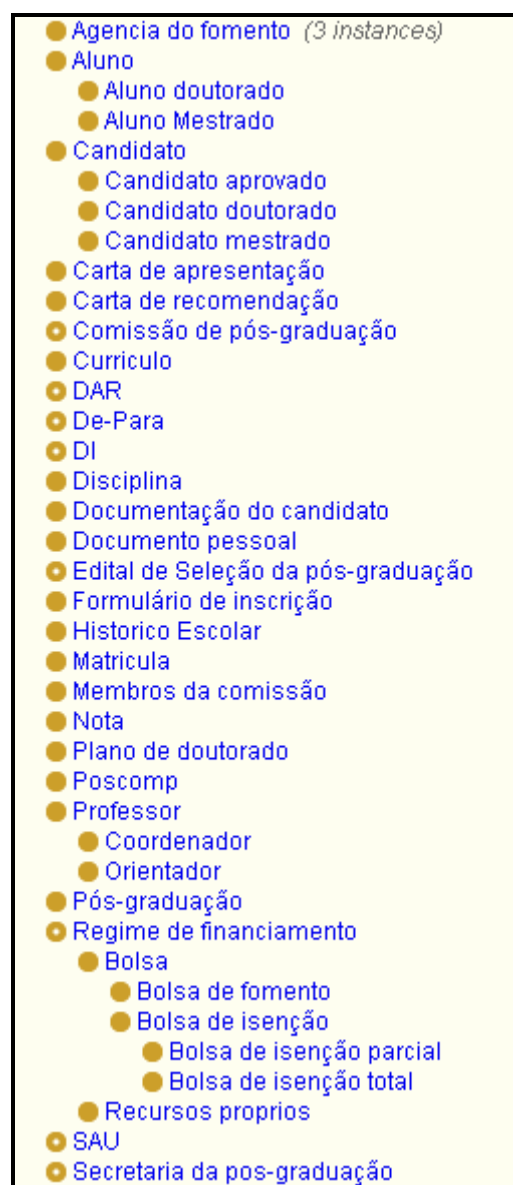 Agencia do fomento (3 instances)
Aluno
Aluno doutorado
Aluno Mestrado
Candidato
Candidato aprovado
Candidato doutorado
Candidato mestrado
Carta de apresentação
Carta de recomendação
Comissão de pós-graduação
Curriculo
DAR
De-Para
DI
Disciplina
Documentação do candidato
Documento pessoal
Edital de Seleção da pós-graduação
Formulário de inscrição
Historico Escolar
Matricula
Membros da comissão
Nota
Plano de doutorado
Poscomp
Professor
Coordenador
Orientador
Pós-graduação
Regime de financiamento
Bolsa
Bolsa de fomento
Bolsa de isenção
Bolsa de isenção parcial
Bolsa de isenção total
Recursos proprios
SAU
Secretaria da pos-graduação